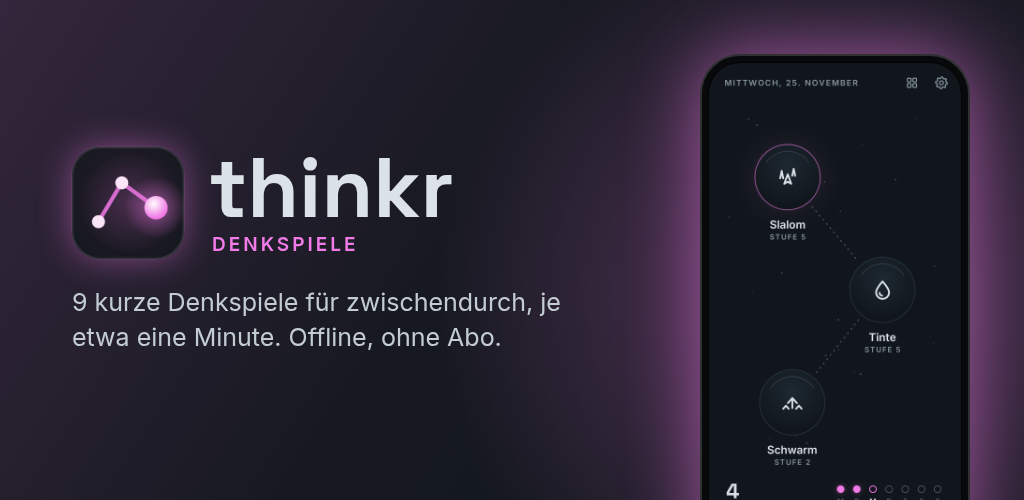 thinkr
DENKSPIELE
9 kurze Denkspiele für zwischendurch, je
etwa eine Minute. Offline, ohne Abo.
MITTWOCH, 25. NOVEMBER
Slalom
STUFE 5
Tinte
STUFE 5
Schwarm
STUFE 2
4